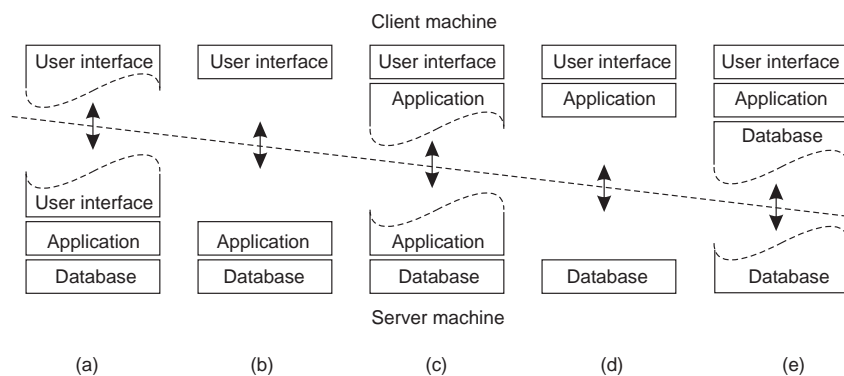 Client machine
User interface
User interface
User interface
User interface
User interface
Application
Application
Application
Database
User interface
Application
Application
Application
Database
Database
Database
Database
Database
Server machine
(a)
(b)
(c)
(d)
(e)